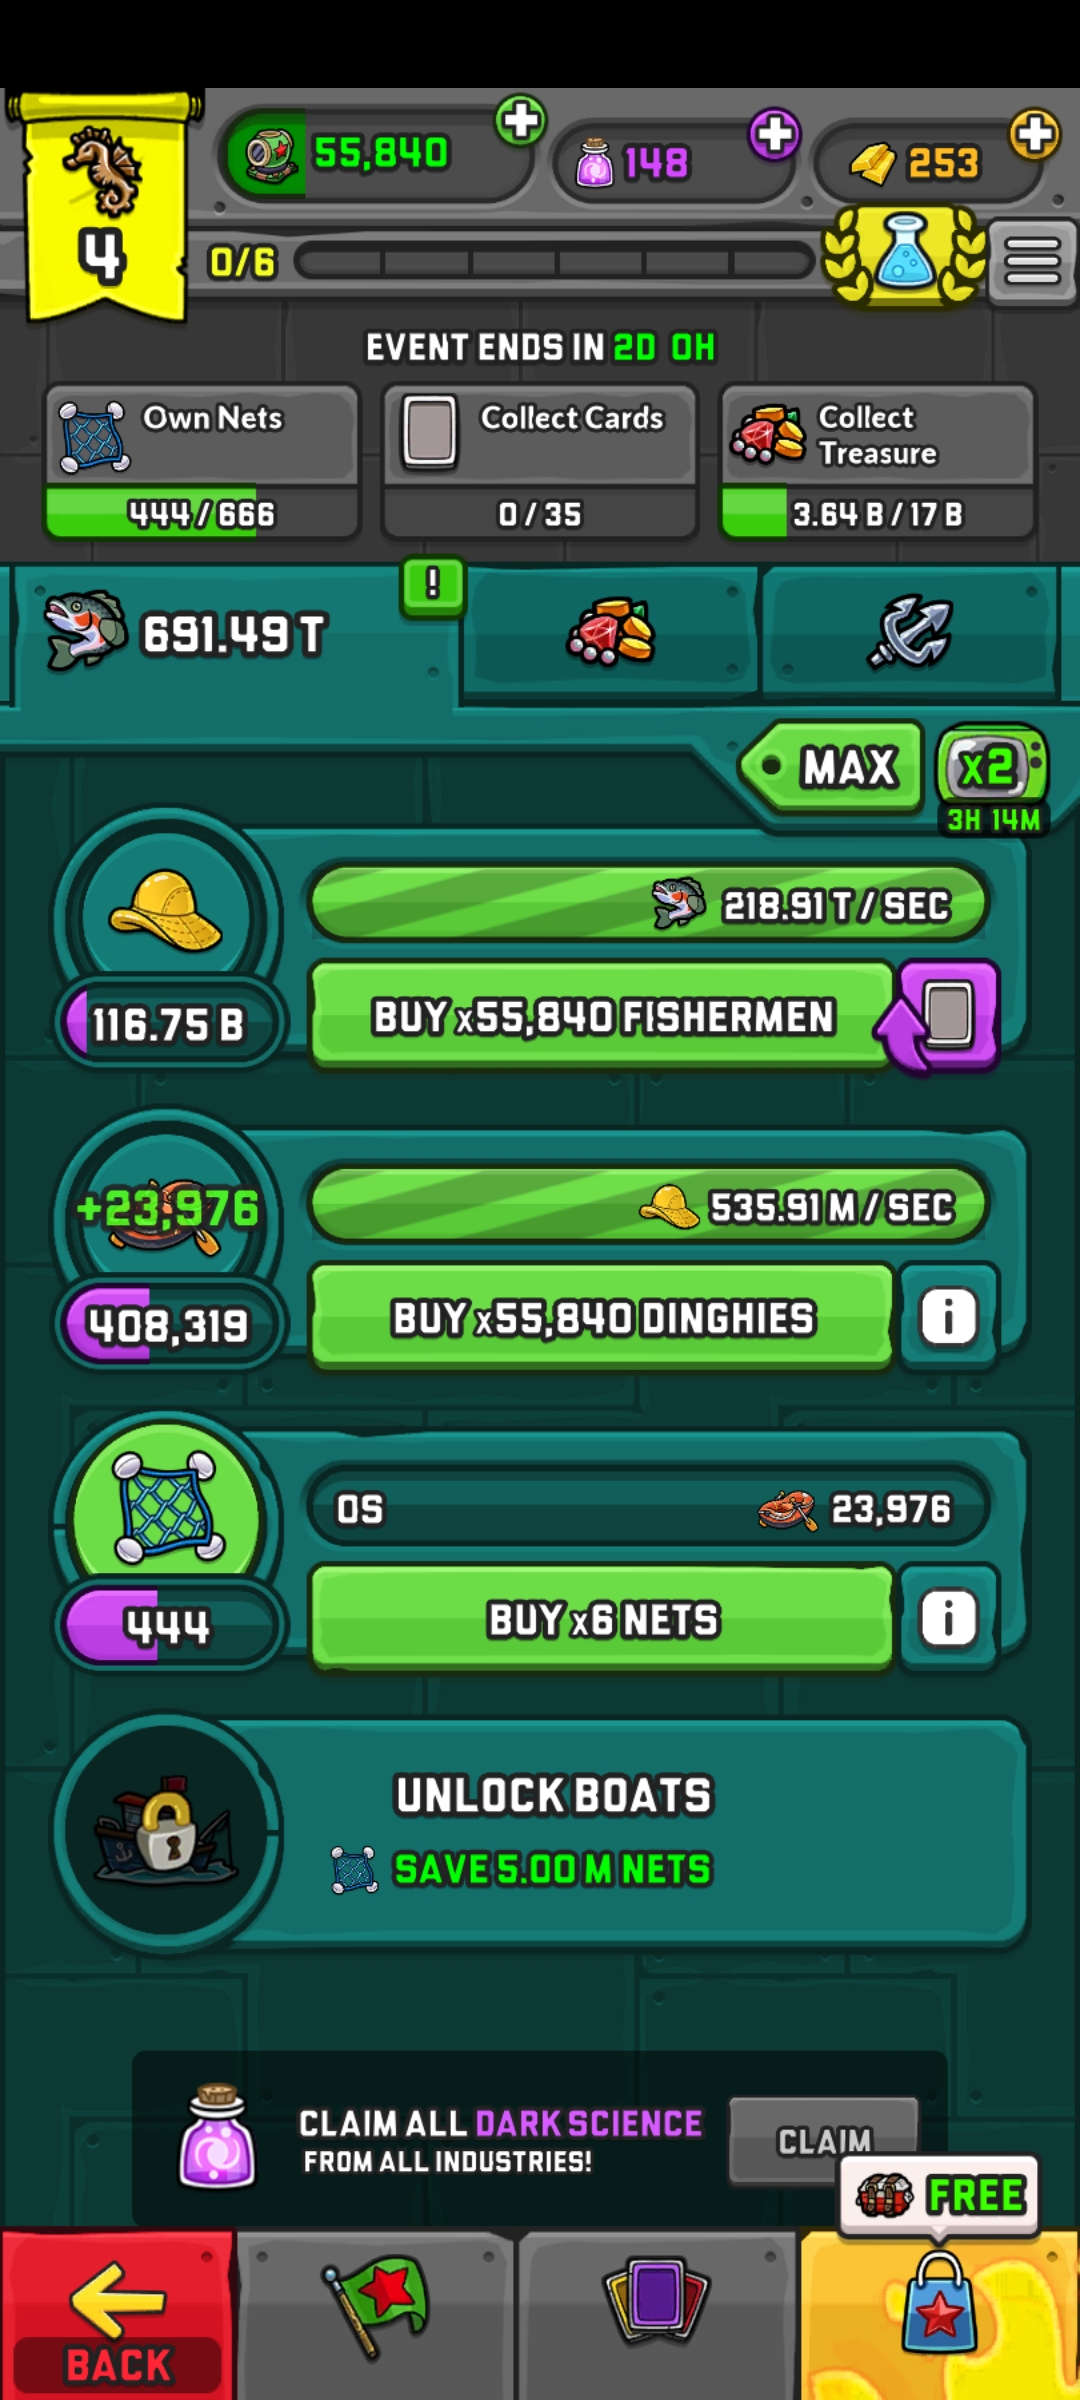 55,840
148
253
4
0/6
EVENT ENDS IN 2D 0H
Own Nets
444/666
Collect Cards
0/35
Collect
Treasure
3.64 B/17 B
691.49 T
!
MAX
x2
3H 14M
218.91 T/SEC
116.75 B
BUY x55,840 FISHERMEN
+23,976
535.91 M/SEC
408,319
BUY x55,840 DINGHIES
i
0S
23,976
444
BUY x6 NETS
i
UNLOCK BOATS
SAVE 5.00 M NETS
CLAIM ALL DARK SCIENCE
FROM ALL INDUSTRIES!
CLAIM
FREE
BACK